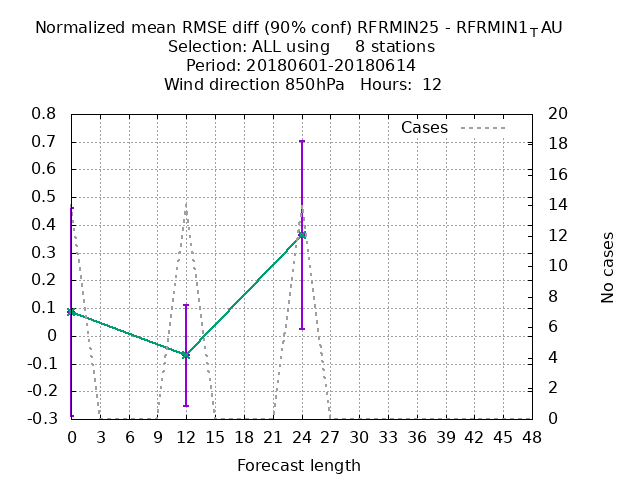 Normalized mean RMSE diff (90% conf) RFRMIN25 - RFRMIN1TAU
Selection: ALL using     8 stations
Period: 20180601-20180614
Wind direction 850hPa   Hours:  12
Cases
0.8
0.7
0.6
0.5
0.4
0.3
0.2
0.1
0
-0.1
-0.2
-0.3
20
18
16
14
12
10
8
6
4
2
0
No cases
0 3 6 9 12 15 18 21 24 27 30 33 36 39 42 45 48
Forecast length